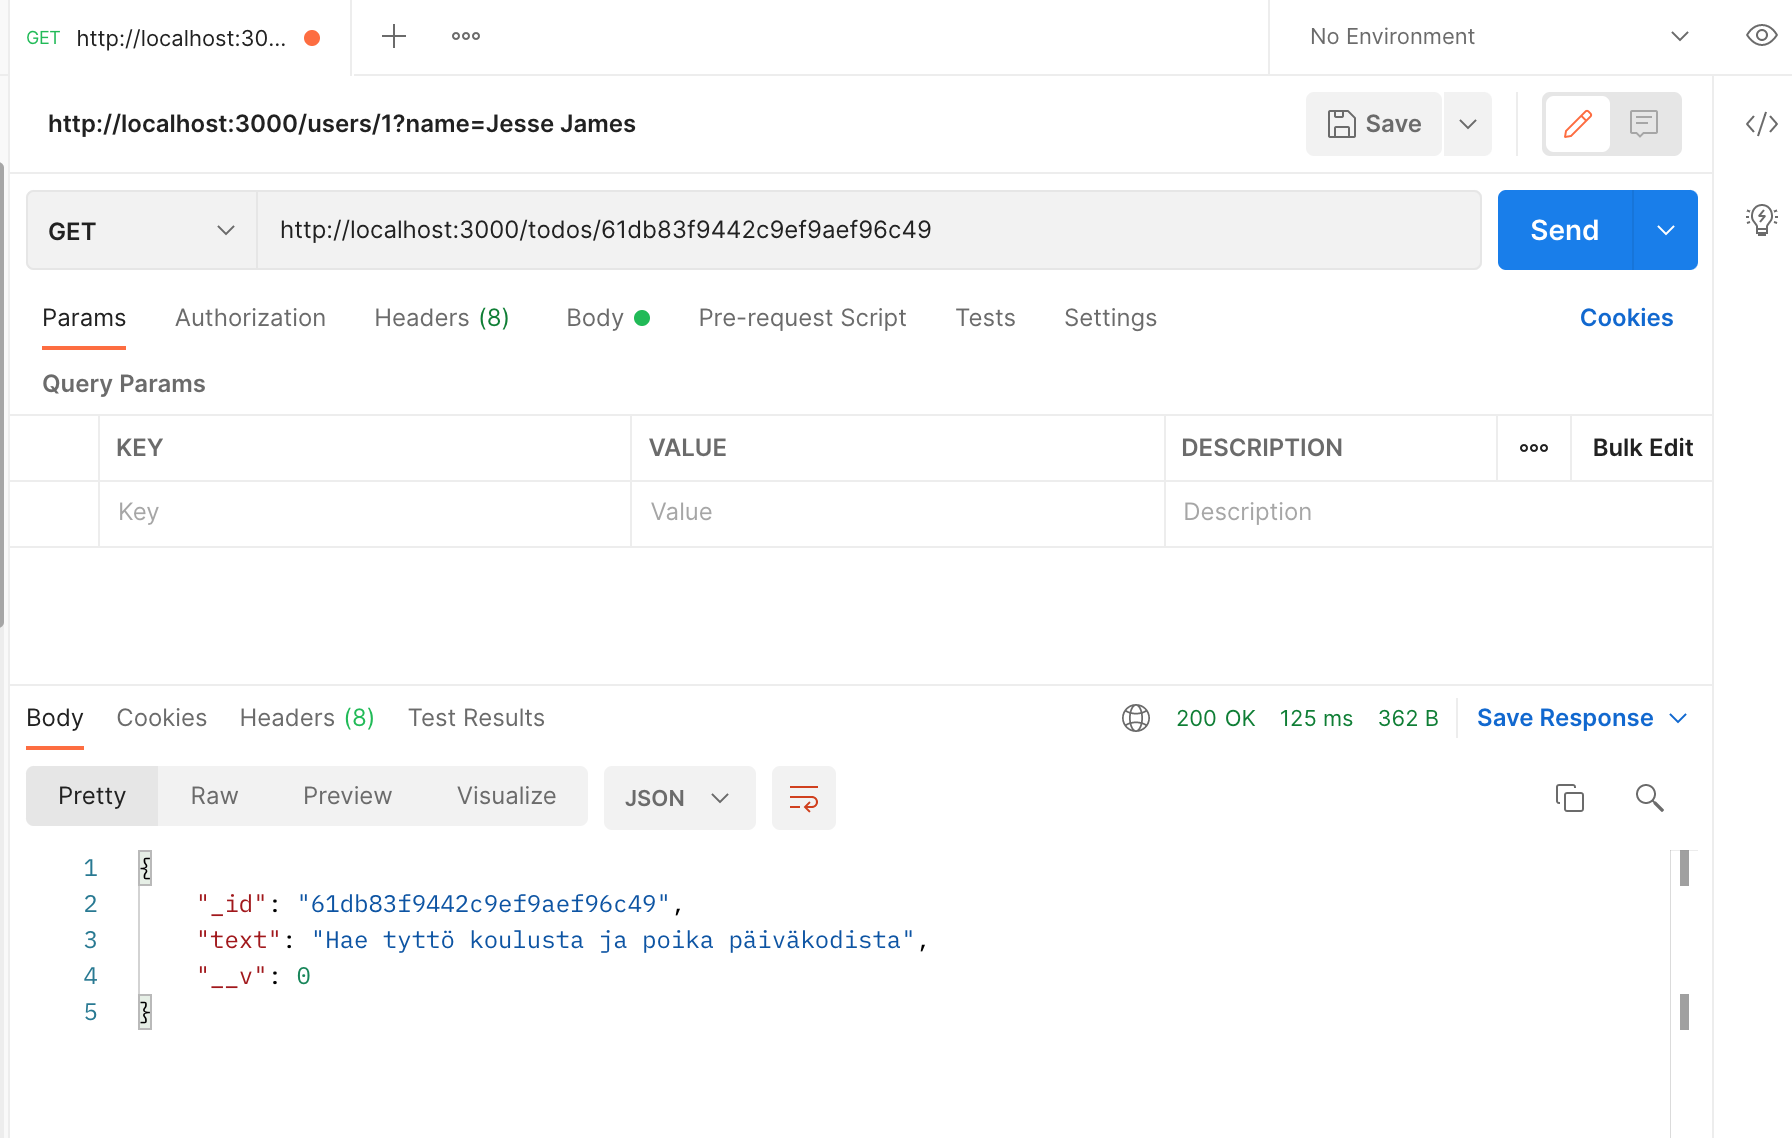 GET http://localhost:30...
No Environment
http://localhost:3000/users/1?name=Jesse James
Save
GET http://localhost:3000/todos/61db83f9442c9ef9aef96c49 Send
Params Authorization Headers (8) Body Pre-request Script Tests Settings Cookies
Query Params
KEY VALUE DESCRIPTION Bulk Edit
Key Value Description
Body Cookies Headers (8) Test Results 200 OK 125 ms 362 B Save Response
Pretty Raw Preview Visualize JSON
1 {
2 "_id": "61db83f9442c9ef9aef96c49",
3 "text": "Hae tyttö koulusta ja poika päiväkodista",
4 "__v": 0
5 }